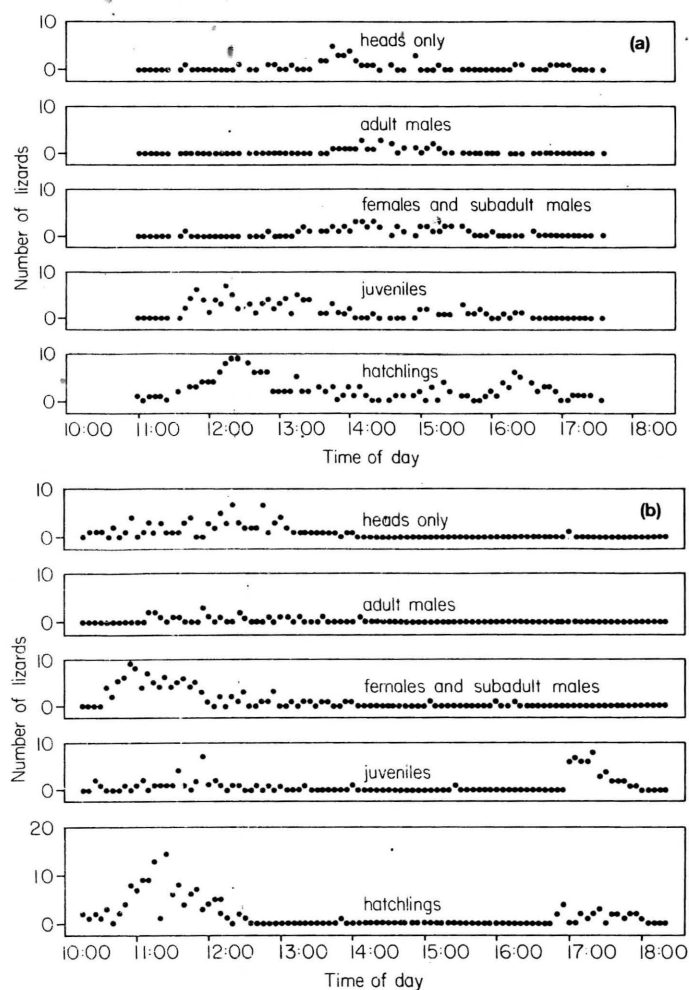 10
heads only
(a)
0
10
adult males
0
10
females and subadult males
0
10
juveniles
0
10
hatchlings
0
Number of lizards
10:00 11:00 12:00 13:00 14:00 15:00 16:00 17:00 18:00
Time of day
10
(b)
heads only
0
10
adult males
0
10
females and subadult males
0
10
juveniles
0
20
10
hatchlings
0
Number of lizards
10:00 11:00 12:00 13:00 14:00 15:00 16:00 17:00 18:00
Time of day